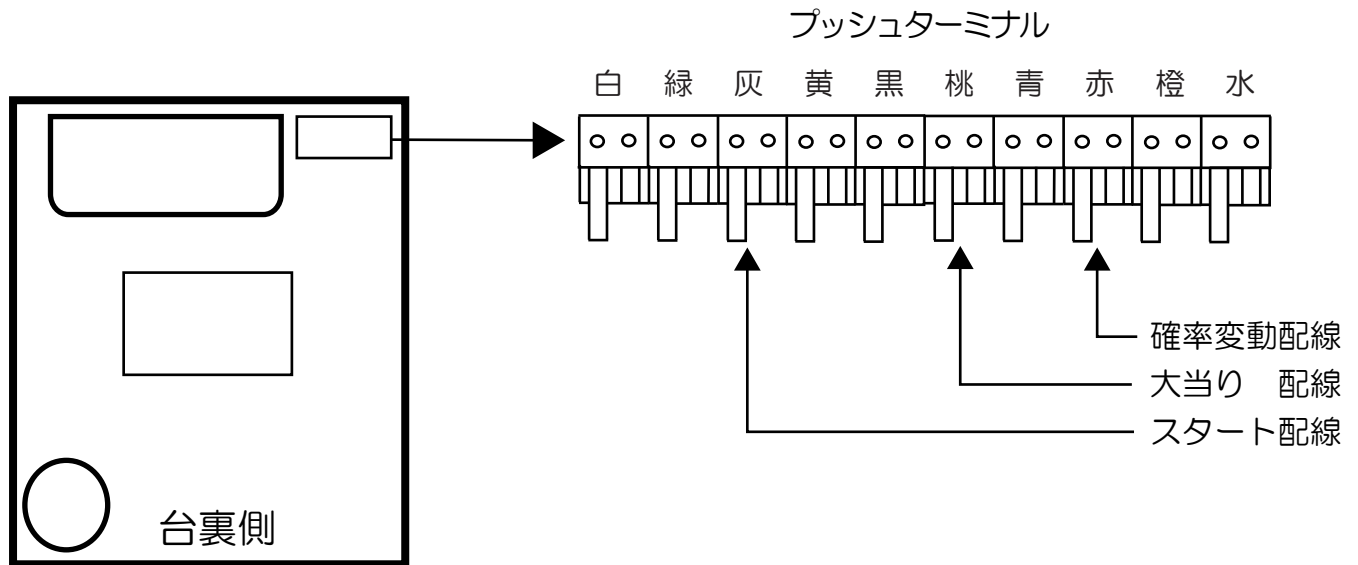 プッシュターミナル
白 緑 灰 黄 黒 桃 青 赤 橙 水
確率変動配線
大当り　配線
スタート配線
台裏側